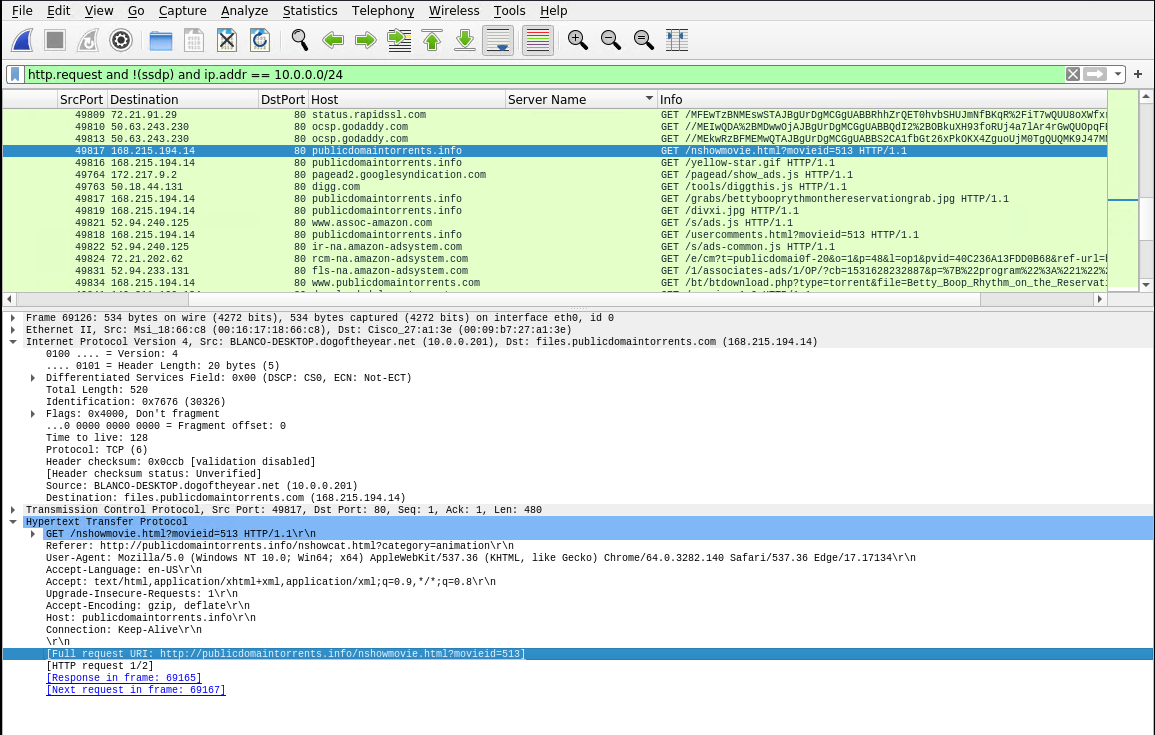 File Edit View Go Capture Analyze Statistics Telephony Wireless Tools Help
http.request and !(ssdp) and ip.addr == 10.0.0.0/24
SrcPort Destination DstPort Host Server Name Info
49809 72.21.91.29 80 status.rapidssl.com GET
49810 50.63.243.230 80 ocsp.godaddy.com GET
49813 50.63.243.230 80 ocsp.godaddy.com GET
49817 168.215.194.14 80 publicdomaintorrents.info GET /nshowmovie.html?movieid=513 HTTP/1.1
49816 168.215.194.14 80 publicdomaintorrents.info GET /yellow-star.gif HTTP/1.1
49764 172.217.9.2 80 pagead2.googlesyndication.com GET /pagead/show_ads.js HTTP/1.1
49763 50.18.44.131 80 digg.com GET /tools/diggthis.js HTTP/1.1
49817 168.215.194.14 80 publicdomaintorrents.info GET /grabs/bettybooprythmonthereservationgrab.jpg HTTP/1.1
49819 168.215.194.14 80 publicdomaintorrents.info GET /divxi.jpg HTTP/1.1
49821 52.94.240.125 80 www.assoc-amazon.com GET /s/ads.js HTTP/1.1
49818 168.215.194.14 80 publicdomaintorrents.info GET /usercomments.html?movieid=513 HTTP/1.1
49822 52.94.240.125 80 ir-na.amazon-adsystem.com GET /s/ads-common.js HTTP/1.1
49824 72.21.202.62 80 rcm-na.amazon-adsystem.com GET /e/cm?t=publicdomai0f-20&o=1&p=48&l=op1&pvid=40C236A13FDD0B68&ref-url=
49831 52.94.233.131 80 fls-na.amazon-adsystem.com GET /1/associates-ads/1/OP/?cb=1531628232887&p=%7B%22program%22%3A%221%22%
49834 168.215.194.14 80 www.publicdomaintorrents.com GET /bt/btdownload.php?type=torrent&file=Betty_Boop_Rhythm_on_the_Reservat
Frame 69126: 534 bytes on wire (4272 bits), 534 bytes captured (4272 bits) on interface eth0, id 0
Ethernet II, Src: Msi_18:66:c8 (00:16:17:18:66:c8), Dst: Cisco_27:a1:3e (00:09:b7:27:a1:3e)
Internet Protocol Version 4, Src: BLANCO-DESKTOP.dogoftheyear.net (10.0.0.201), Dst: files.publicdomaintorrents.com (168.215.194.14)
0100 .... = Version: 4
.... 0101 = Header Length: 20 bytes (5)
Differentiated Services Field: 0x00 (DSCP: CS0, ECN: Not-ECT)
Total Length: 520
Identification: 0x7676 (30326)
Flags: 0x4000, Don't fragment
...0 0000 0000 0000 = Fragment offset: 0
Time to live: 128
Protocol: TCP (6)
Header checksum: 0x0ccb [validation disabled]
[Header checksum status: Unverified]
Source: BLANCO-DESKTOP.dogoftheyear.net (10.0.0.201)
Destination: files.publicdomaintorrents.com (168.215.194.14)
Transmission Control Protocol, Src Port: 49817, Dst Port: 80, Seq: 1, Ack: 1, Len: 480
Hypertext Transfer Protocol
GET /nshowmovie.html?movieid=513 HTTP/1.1\r\n
Referer: http://publicdomaintorrents.info/nshowcat.html?category=animation\r\n
User-Agent: Mozilla/5.0 (Windows NT 10.0; Win64; x64) AppleWebKit/537.36 (KHTML, like Gecko) Chrome/64.0.3282.140 Safari/537.36 Edge/17.17134\r\n
Accept-Language: en-US\r\n
Accept: text/html,application/xhtml+xml,application/xml;q=0.9,*/*;q=0.8\r\n
Upgrade-Insecure-Requests: 1\r\n
Accept-Encoding: gzip, deflate\r\n
Host: publicdomaintorrents.info\r\n
Connection: Keep-Alive\r\n
\r\n
[Full request URI: http://publicdomaintorrents.info/nshowmovie.html?movieid=513]
[HTTP request 1/2]
[Response in frame: 69165]
[Next request in frame: 69167]